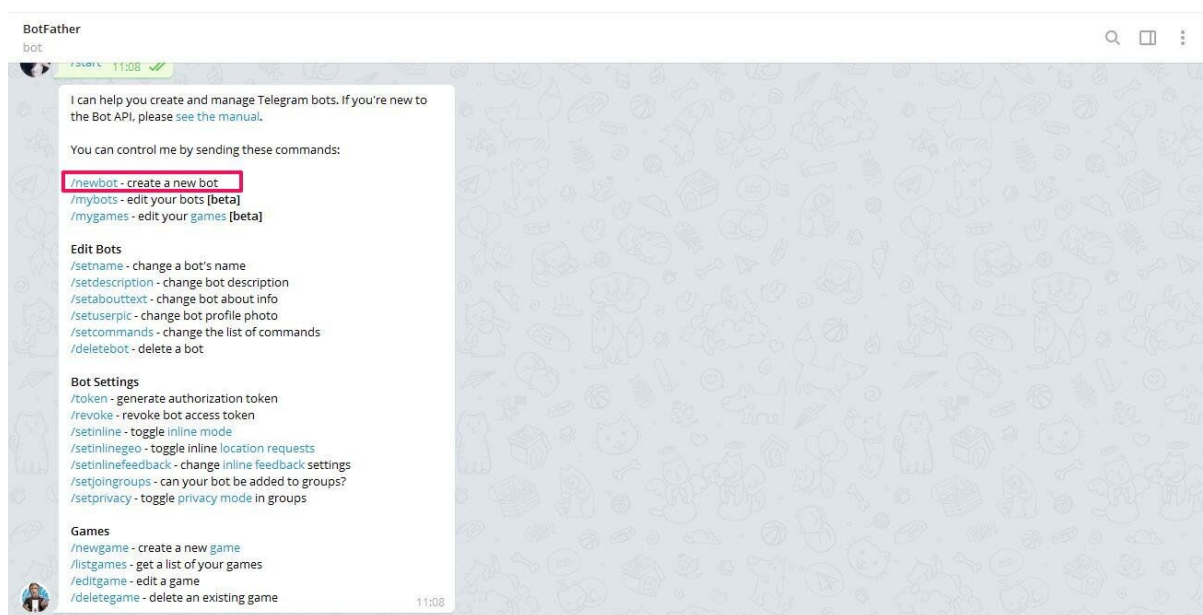 BotFather
bot
/start 11:08
I can help you create and manage Telegram bots. If you're new to
the Bot API, please see the manual.
You can control me by sending these commands:
/newbot - create a new bot
/mybots - edit your bots [beta]
/mygames - edit your games [beta]
Edit Bots
/setname - change a bot's name
/setdescription - change bot description
/setabouttext - change bot about info
/setuserpic - change bot profile photo
/setcommands - change the list of commands
/deletebot - delete a bot
Bot Settings
/token - generate authorization token
/revoke - revoke bot access token
/setinline - toggle inline mode
/setinlinegeo - toggle inline location requests
/setinlinefeedback - change inline feedback settings
/setjoingroups - can your bot be added to groups?
/setprivacy - toggle privacy mode in groups
Games
/newgame - create a new game
/listgames - get a list of your games
/editgame - edit a game
/deletegame - delete an existing game
11:08